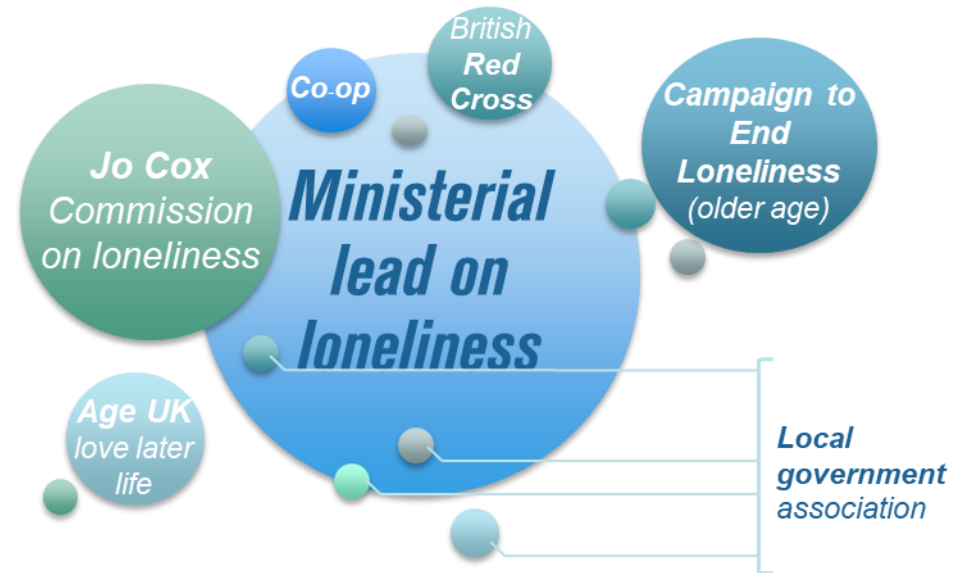 British
Red
Cross
Co-op
Campaign to
End
Loneliness
(older age)
Jo Cox
Commission
on loneliness
Ministerial
lead on
loneliness
Age UK
love later
life
Local
government
association